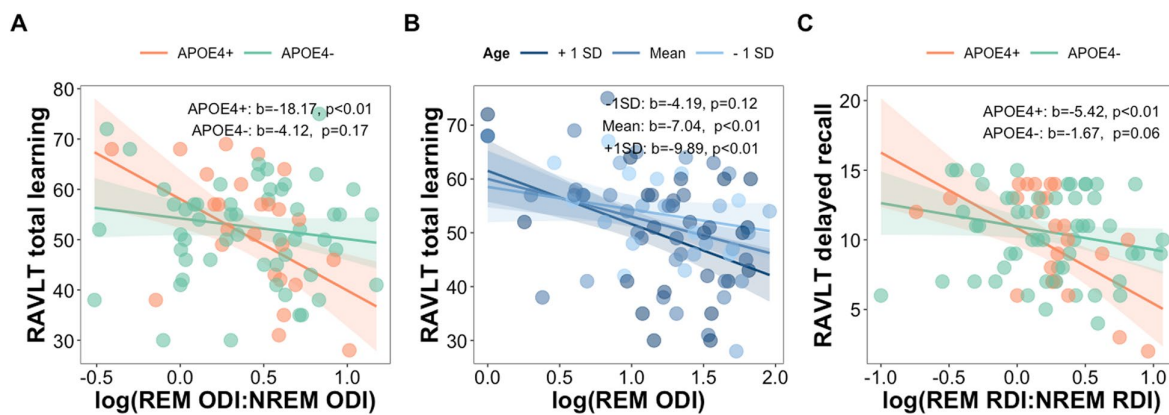 A
APOE4+ APOE4-
APOE4+: b=-18.17, p<0.01
APOE4-: b=-4.12, p=0.17
RAVLT total learning
80
70
60
50
40
30
-0.5 0.0 0.5 1.0
log(REM ODI:NREM ODI)
B
Age + 1 SD Mean - 1 SD
-1SD: b=-4.19, p=0.12
Mean: b=-7.04, p<0.01
+1SD: b=-9.89, p<0.01
RAVLT total learning
70
60
50
40
30
0.0 0.5 1.0 1.5 2.0
log(REM ODI)
C
APOE4+ APOE4-
APOE4+: b=-5.42, p<0.01
APOE4-: b=-1.67, p=0.06
RAVLT delayed recall
20
15
10
5
-1.0 -0.5 0.0 0.5 1.0
log(REM RDI:NREM RDI)